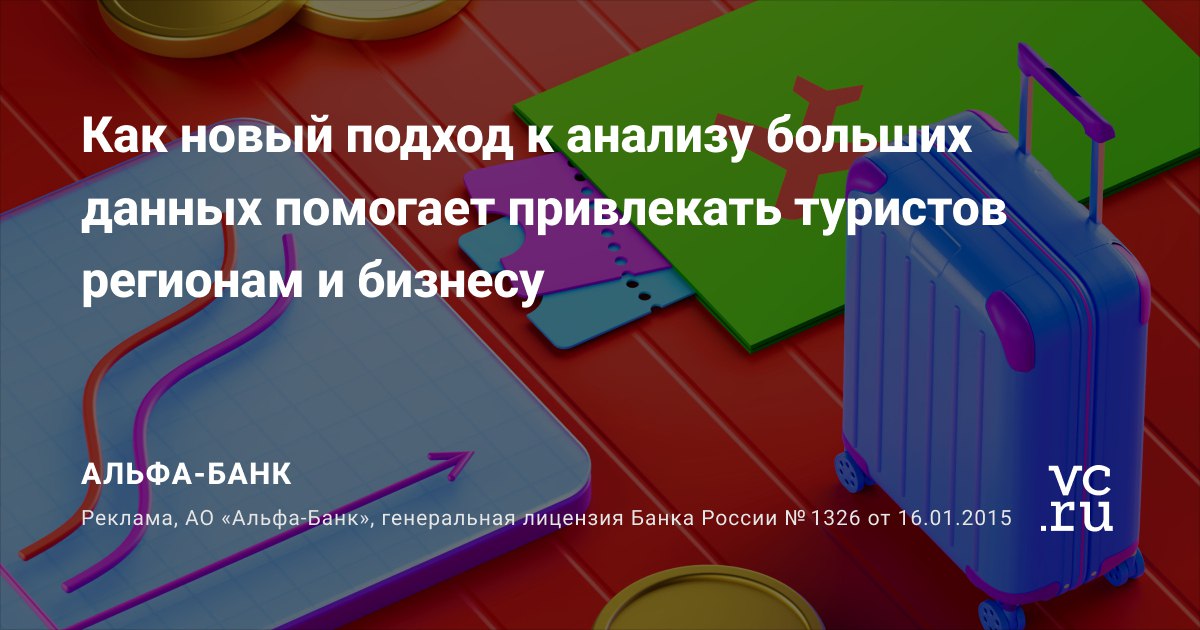 Как новый подход к анализу больших
данных помогает привлекать туристов
регионам и бизнесу
АЛЬФА-БАНК
Реклама, АО «Альфа-Банк», генеральная лицензия Банка России № 1326 от 16.01.2015
vc
.ru